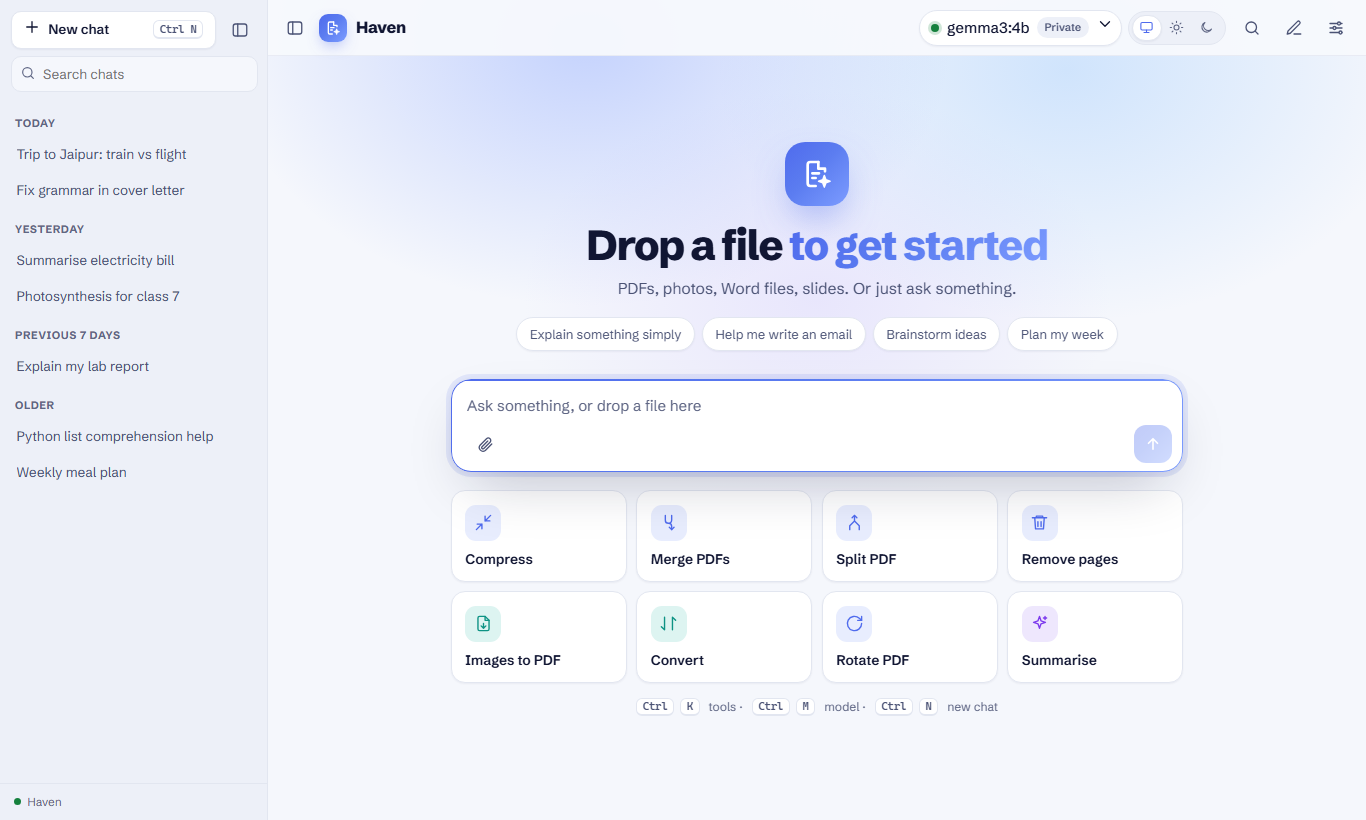 New chat Ctrl N
Search chats
TODAY
Trip to Jaipur: train vs flight
Fix grammar in cover letter
YESTERDAY
Summarise electricity bill
Photosynthesis for class 7
PREVIOUS 7 DAYS
Explain my lab report
OLDER
Python list comprehension help
Weekly meal plan
Haven
Haven
gemma3:4b Private
Drop a file to get started
PDFs, photos, Word files, slides. Or just ask something.
Explain something simply Help me write an email Brainstorm ideas Plan my week
Ask something, or drop a file here
Compress Merge PDFs Split PDF Remove pages
Images to PDF Convert Rotate PDF Summarise
Ctrl K tools · Ctrl M model · Ctrl N new chat